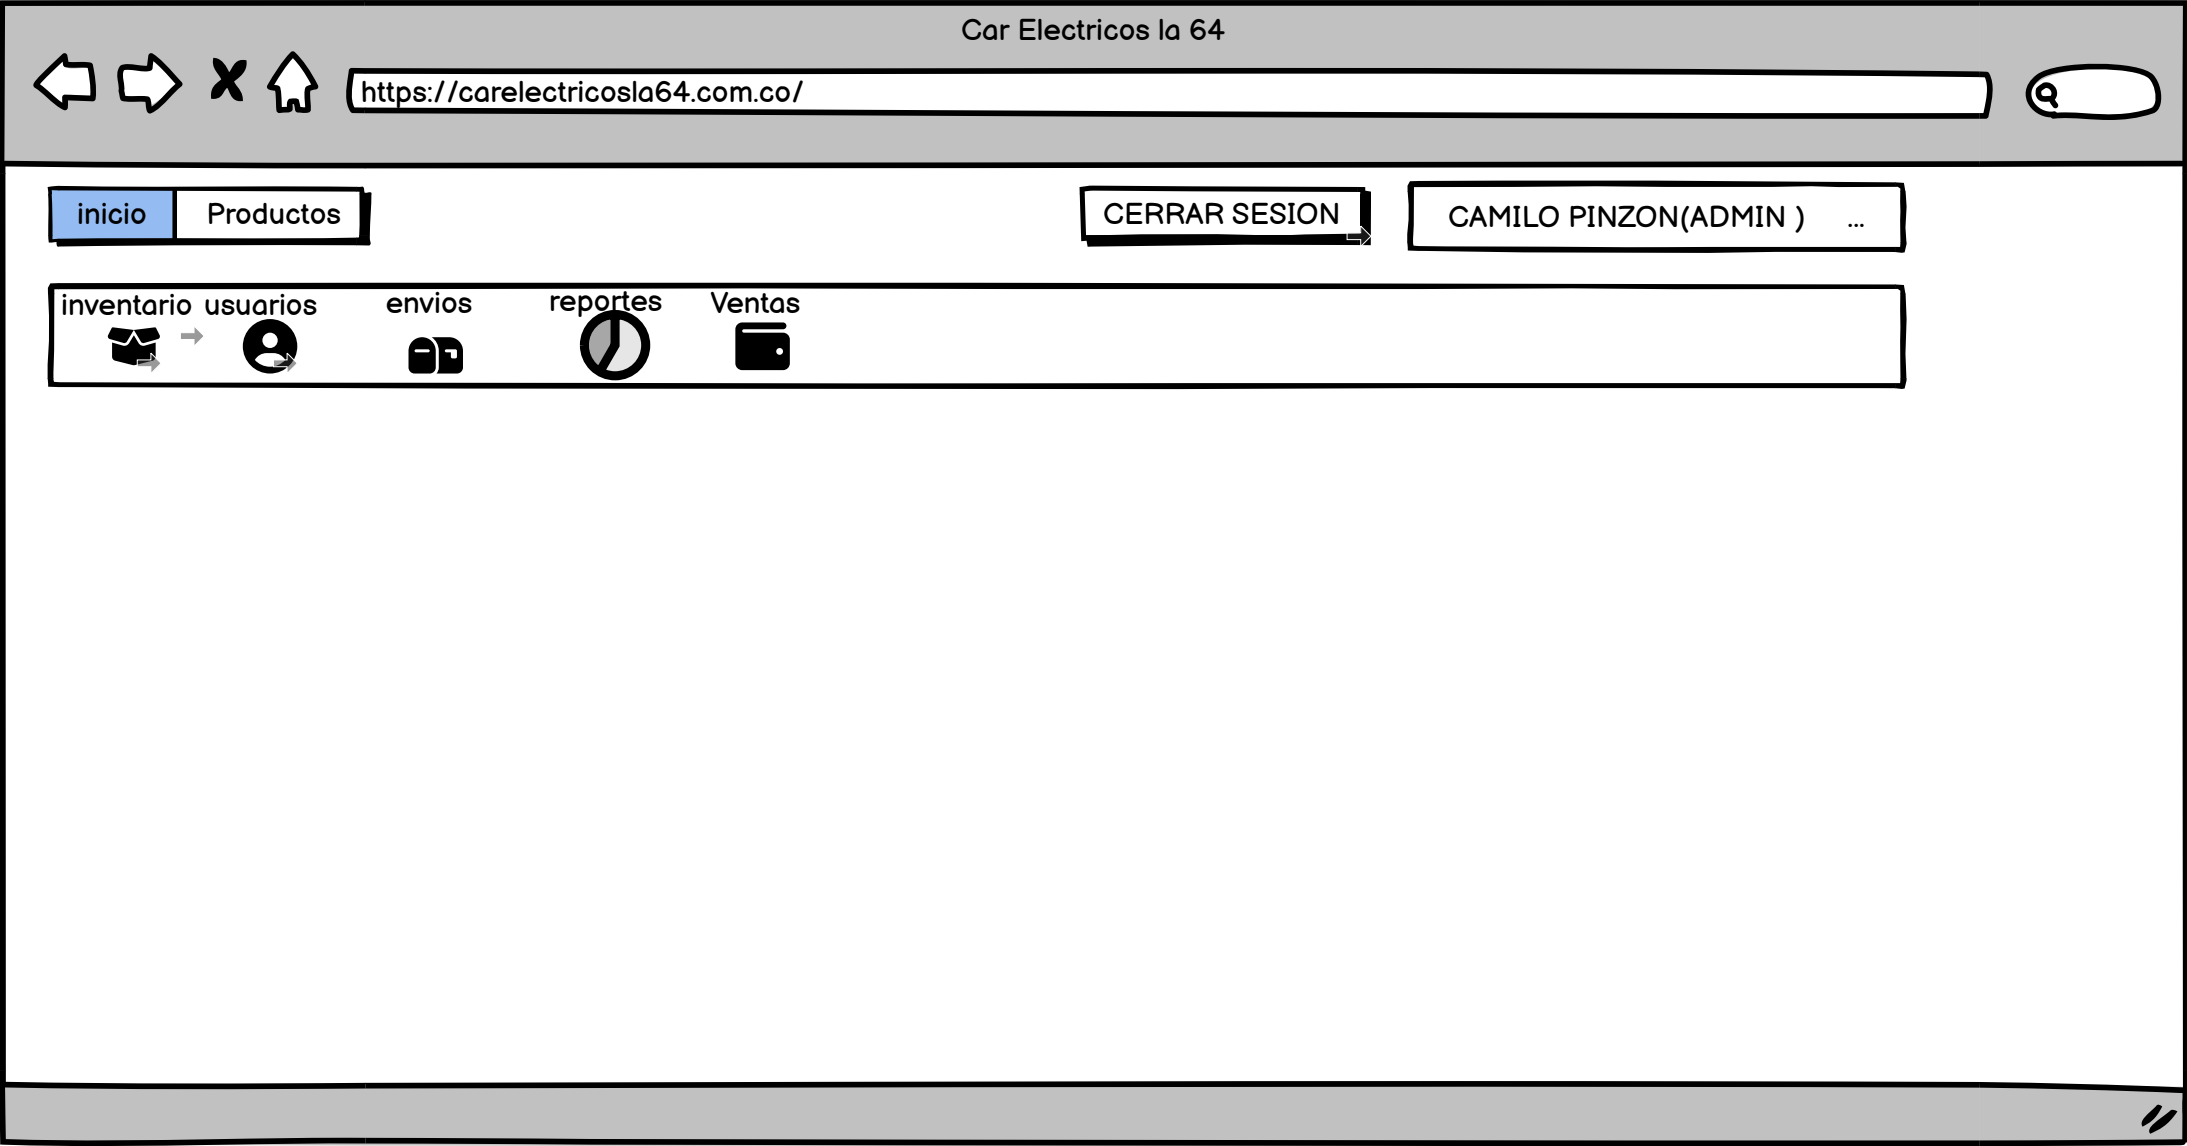 Car Electricos la 64
https://carelectricosla64.com.co/
inicio Productos CERRAR SESION CAMILO PINZON(ADMIN ) ...
inventario usuarios envios reportes Ventas